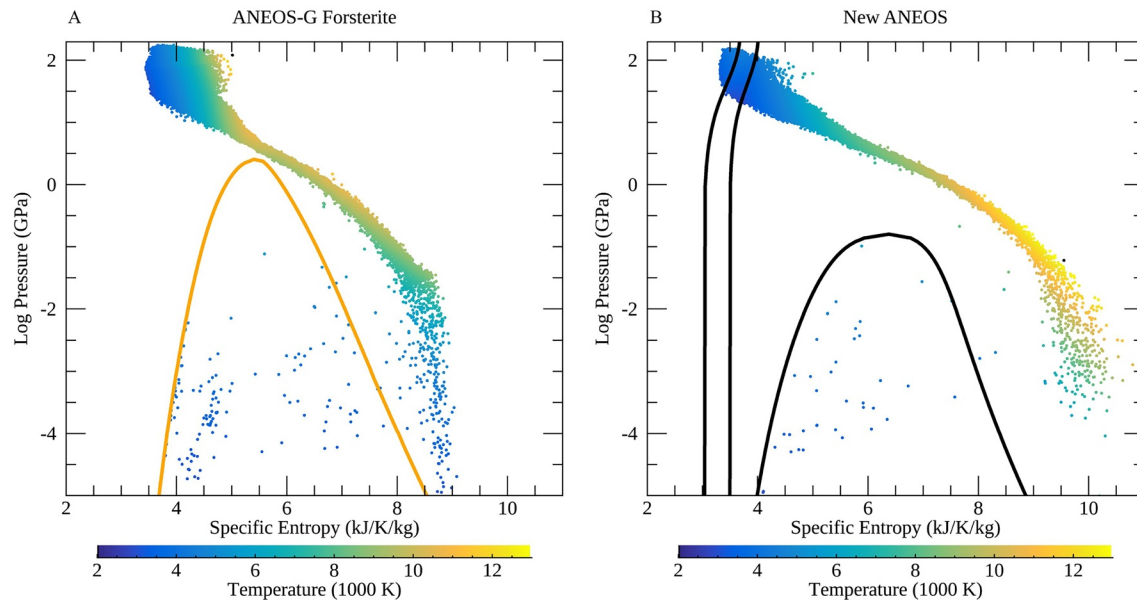 A
ANEOS-G Forsterite
2
0
-2
-4
Log Pressure (GPa)
2 4 6 8 10
Specific Entropy (kJ/K/kg)
2 4 6 8 10 12
Temperature (1000 K)
B
New ANEOS
2
0
-2
-4
Log Pressure (GPa)
2 4 6 8 10
Specific Entropy (kJ/K/kg)
2 4 6 8 10 12
Temperature (1000 K)